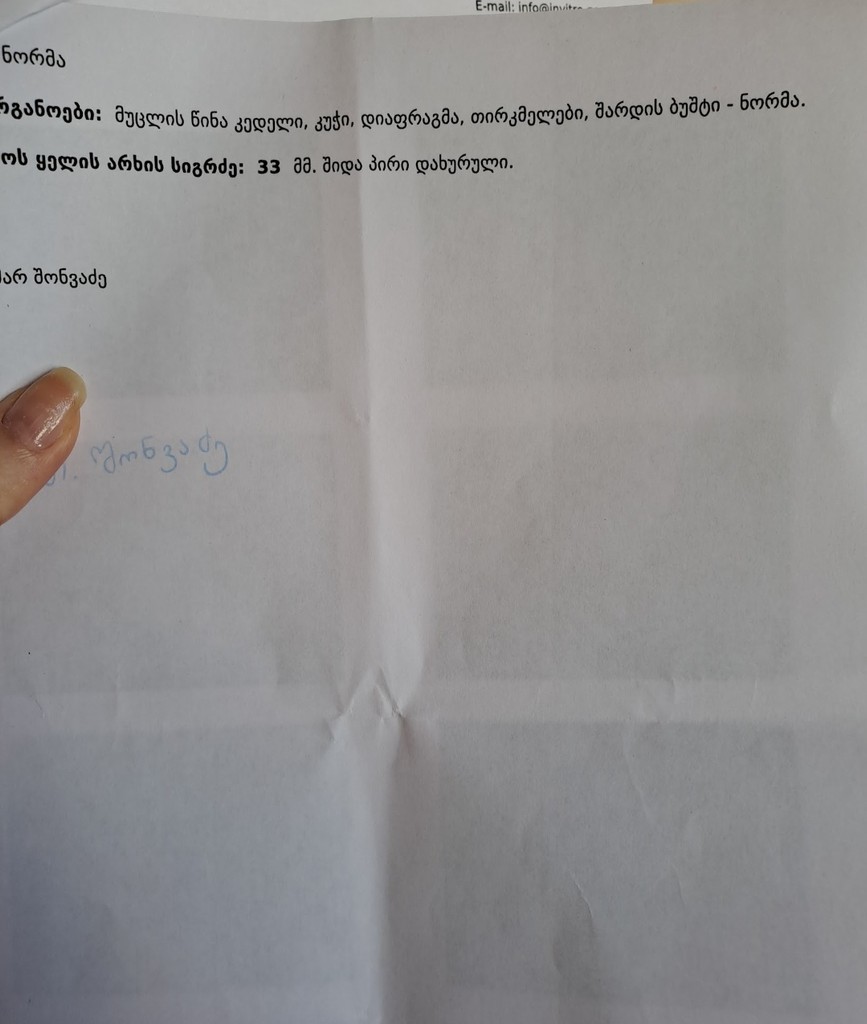 E-mail: info@invitro
ნორმა
რგანოები: მუცლის წინა კედელი, კუჭი, დიაფრაგმა, თირკმელები, შარდის ბუშტი - ნორმა.
ოს ყელის არხის სიგრძე: 33 მმ. შიდა პირი დახურული.
არ შონვაძე
შონვაძე